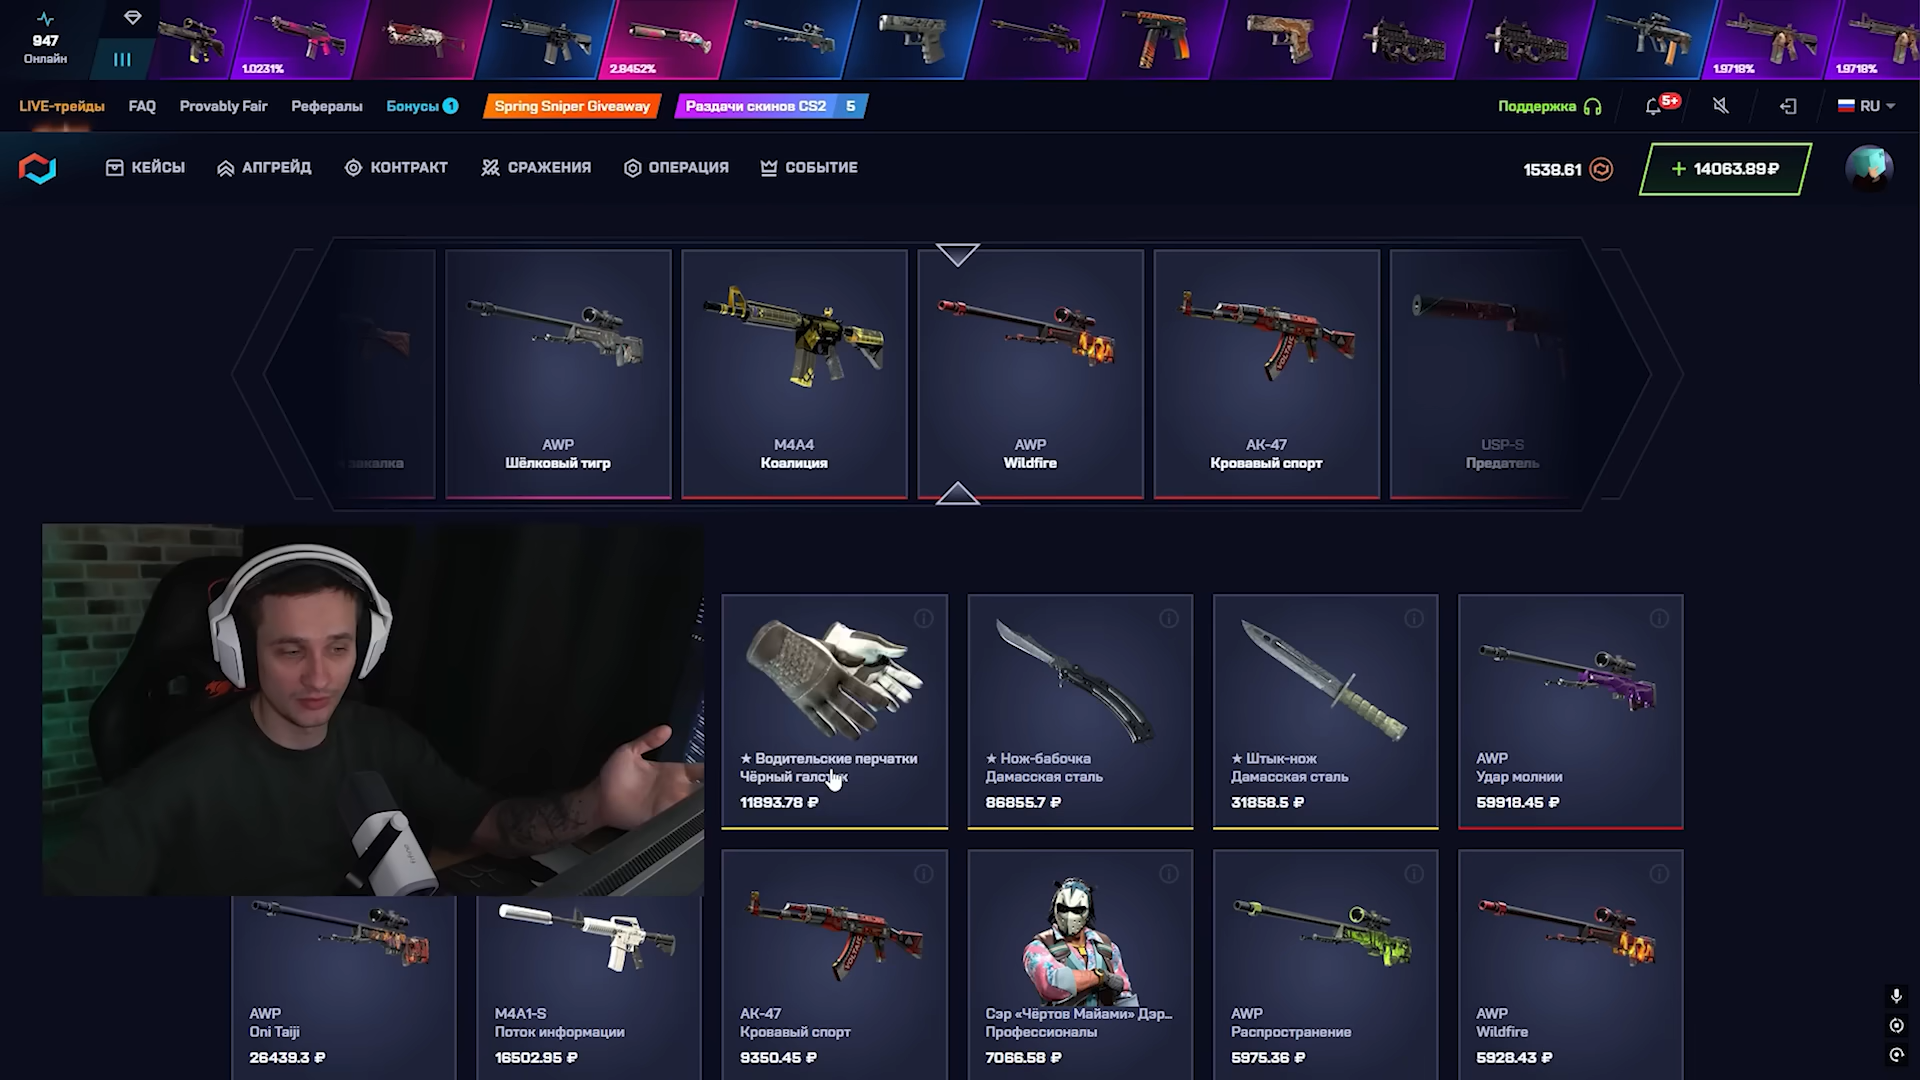 947
Онлайн
1.0231%
2.8452%
1.9718%
1.9718%
LIVE-трейды
FAQ
Provably Fair
Рефералы
Бонусы 1
Spring Sniper Giveaway
Раздачи скинов CS2 5
Поддержка
5+
RU
КЕЙСЫ
АПГРЕЙД
КОНТРАКТ
СРАЖЕНИЯ
ОПЕРАЦИЯ
СОБЫТИЕ
1538.61
+ 14063.89 ₽
закалка
AWP
Шёлковый тигр
M4A4
Коалиция
AWP
Wildfire
AK-47
Кровавый спорт
USP-S
Предатель
★ Водительские перчатки
Чёрный галстук
11893.78 ₽
★ Нож-бабочка
Дамасская сталь
86855.7 ₽
★ Штык-нож
Дамасская сталь
31858.5 ₽
AWP
Удар молнии
59918.45 ₽
AWP
Oni Taiji
26439.3 ₽
M4A1-S
Поток информации
16502.95 ₽
AK-47
Кровавый спорт
9350.45 ₽
Сэр «Чёртов Майами» Дэр...
Профессионалы
7066.58 ₽
AWP
Распространение
5975.36 ₽
AWP
Wildfire
5928.43 ₽